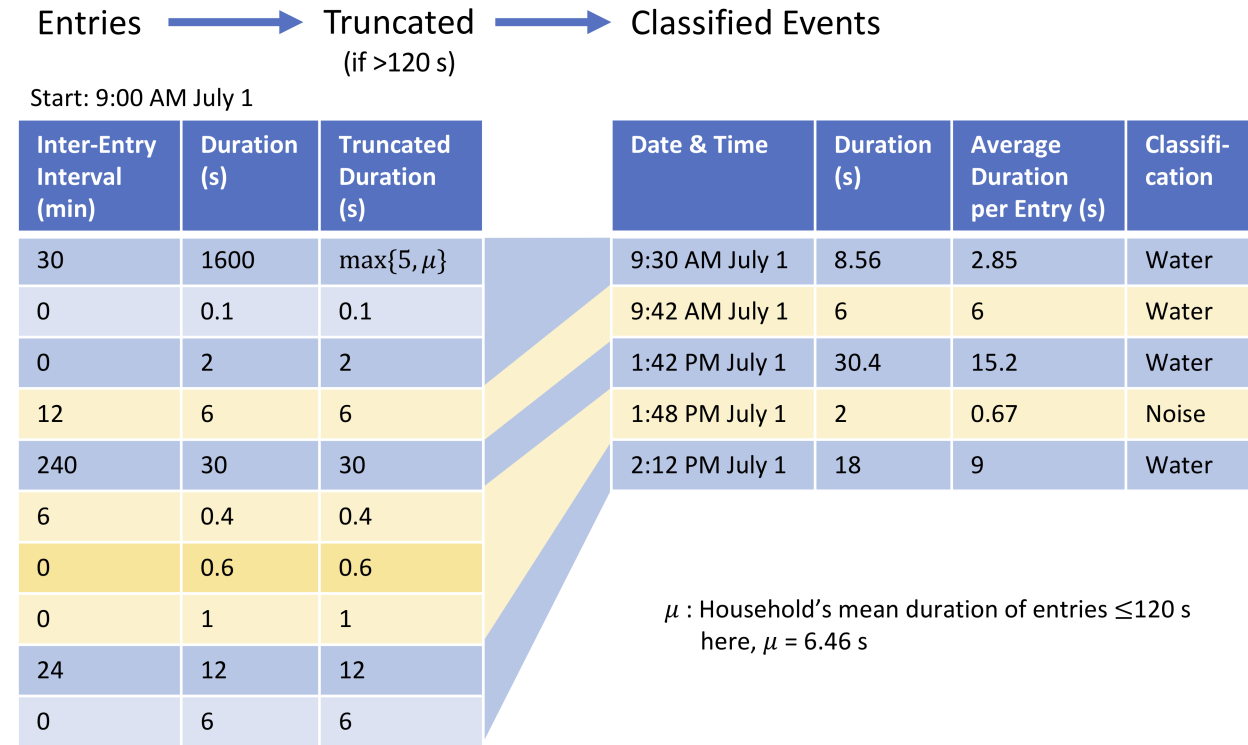 Entries → Truncated → Classified Events
(if >120 s)
Start: 9:00 AM July 1
Inter-Entry Interval (min) | Duration (s) | Truncated Duration (s)
30 | 1600 | max{5, μ}
0 | 0.1 | 0.1
0 | 2 | 2
12 | 6 | 6
240 | 30 | 30
6 | 0.4 | 0.4
0 | 0.6 | 0.6
0 | 1 | 1
24 | 12 | 12
0 | 6 | 6
Date & Time | Duration (s) | Average Duration per Entry (s) | Classifi-cation
9:30 AM July 1 | 8.56 | 2.85 | Water
9:42 AM July 1 | 6 | 6 | Water
1:42 PM July 1 | 30.4 | 15.2 | Water
1:48 PM July 1 | 2 | 0.67 | Noise
2:12 PM July 1 | 18 | 9 | Water
μ : Household's mean duration of entries ≤120 s
here, μ = 6.46 s